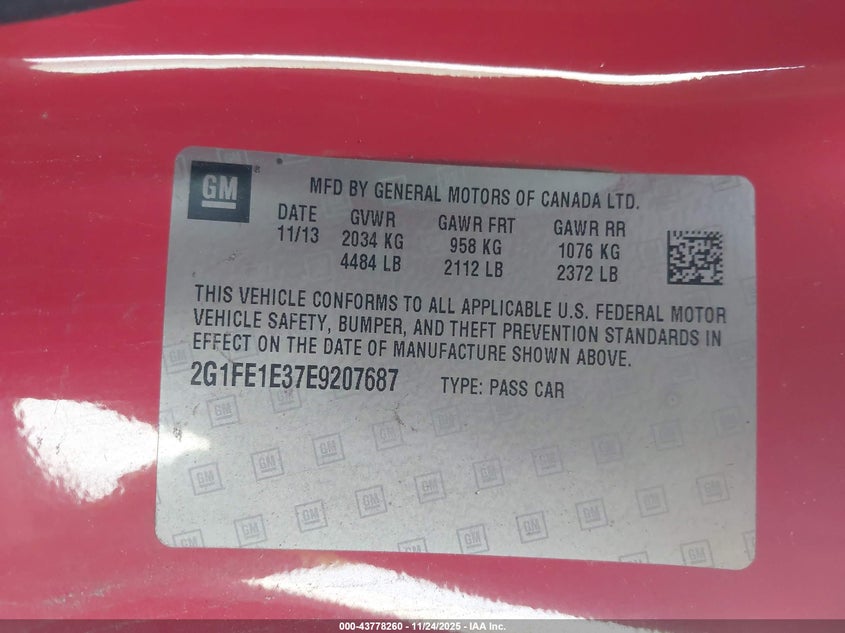 GM ®
MFD BY GENERAL MOTORS OF CANADA LTD.
DATE GVWR GAWR FRT GAWR RR
11/13 2034 KG 958 KG 1076 KG
4484 LB 2112 LB 2372 LB
THIS VEHICLE CONFORMS TO ALL APPLICABLE U.S. FEDERAL MOTOR
VEHICLE SAFETY, BUMPER, AND THEFT PREVENTION STANDARDS IN
EFFECT ON THE DATE OF MANUFACTURE SHOWN ABOVE.
2G1FE1E37E9207687 TYPE: PASS CAR
000-43778260 - 11/24/2025 - IAA Inc.